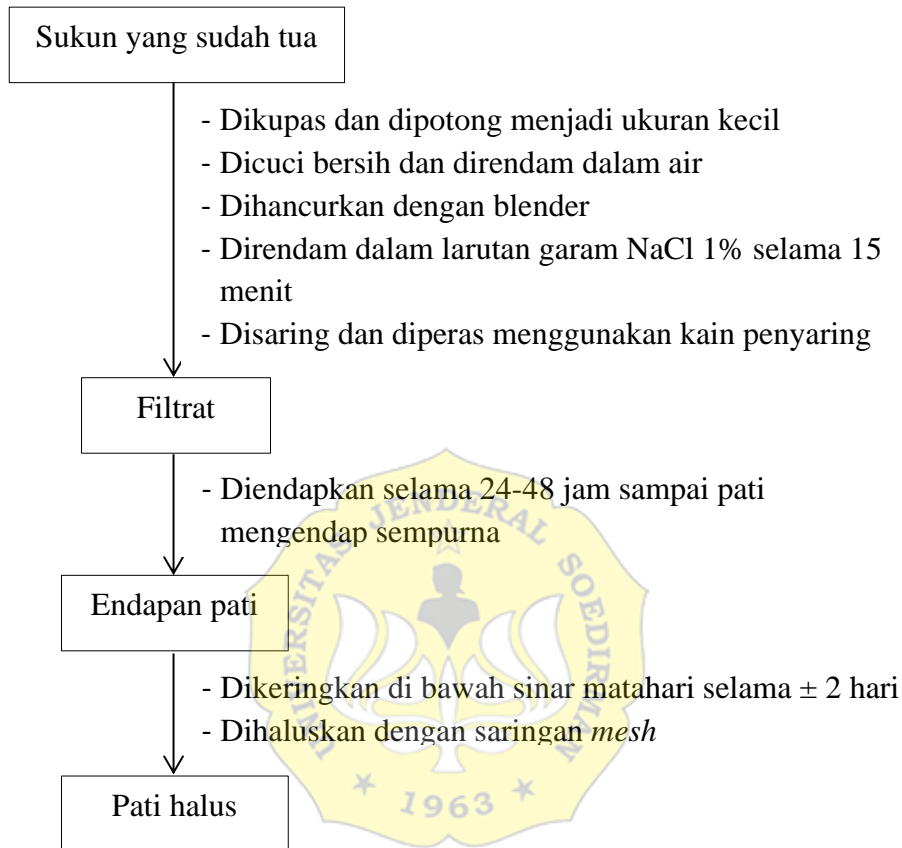 Sukun yang sudah tua
- Dikupas dan dipotong menjadi ukuran kecil
- Dicuci bersih dan direndam dalam air
- Dihancurkan dengan blender
- Direndam dalam larutan garam NaCl 1% selama 15
menit
- Disaring dan diperas menggunakan kain penyaring
Filtrat
- Diendapkan selama 24-48 jam sampai pati
mengendap sempurna
Endapan pati
- Dikeringkan di bawah sinar matahari selama ± 2 hari
- Dihaluskan dengan saringan mesh
Pati halus
UNIVERSITAS JENDERAL SOEDIRMAN
1963